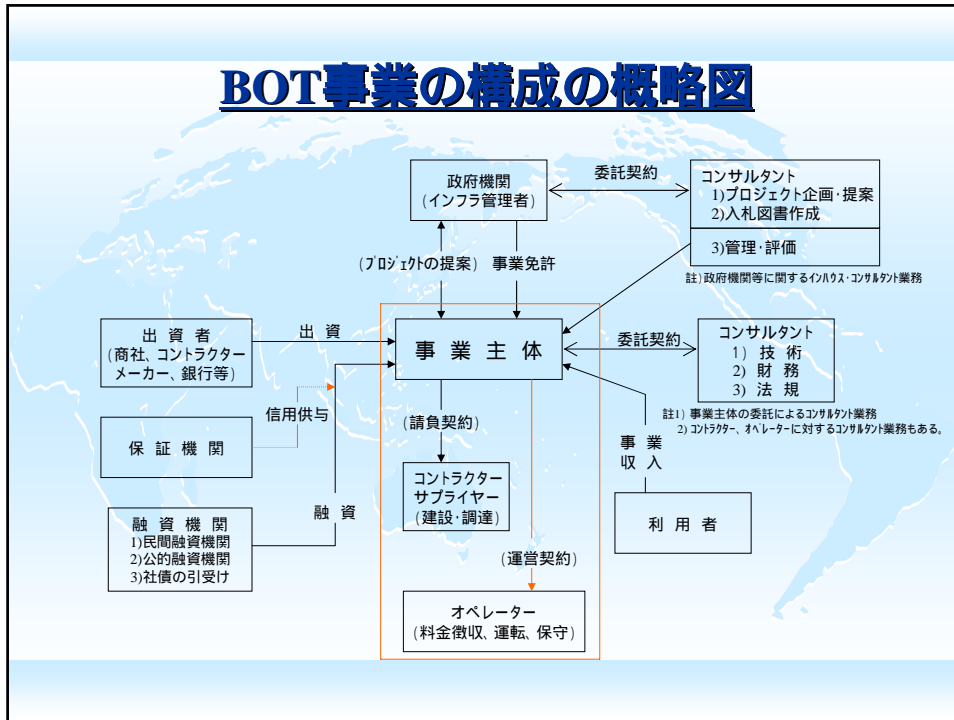 BOT事業の構成の概略図
政府機関
(インフラ管理者)
委託契約
コンサルタント
1)プロジェクト企画・提案
2)入札図書作成
3)管理・評価
註)政府機関等に関するインハウス・コンサルタント業務
(プロジェクトの提案)
事業免許
出 資 者
(商社、コントラクター
メーカー、銀行等)
出 資
事 業 主 体
委託契約
コンサルタント
1) 技 術
2) 財 務
3) 法 規
註1) 事業主体の委託によるコンサルタント業務
2) コントラクター、オペレーターに対するコンサルタント業務もある。
信用供与
保 証 機 関
(請負契約)
事 業
収 入
コントラクター
サプライヤー
(建設・調達)
融 資
融 資 機 関
1)民間融資機関
2)公的融資機関
3)社債の引受け
利 用 者
(運営契約)
オペレーター
(料金徴収、運転、保守)